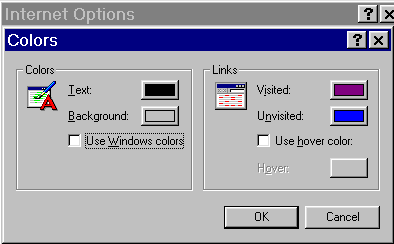 Internet Options
Colors
Colors
Text:
Background:
Use Windows colors
Links
Visited:
Unvisited:
Use hover color:
Hover:
OK
Cancel